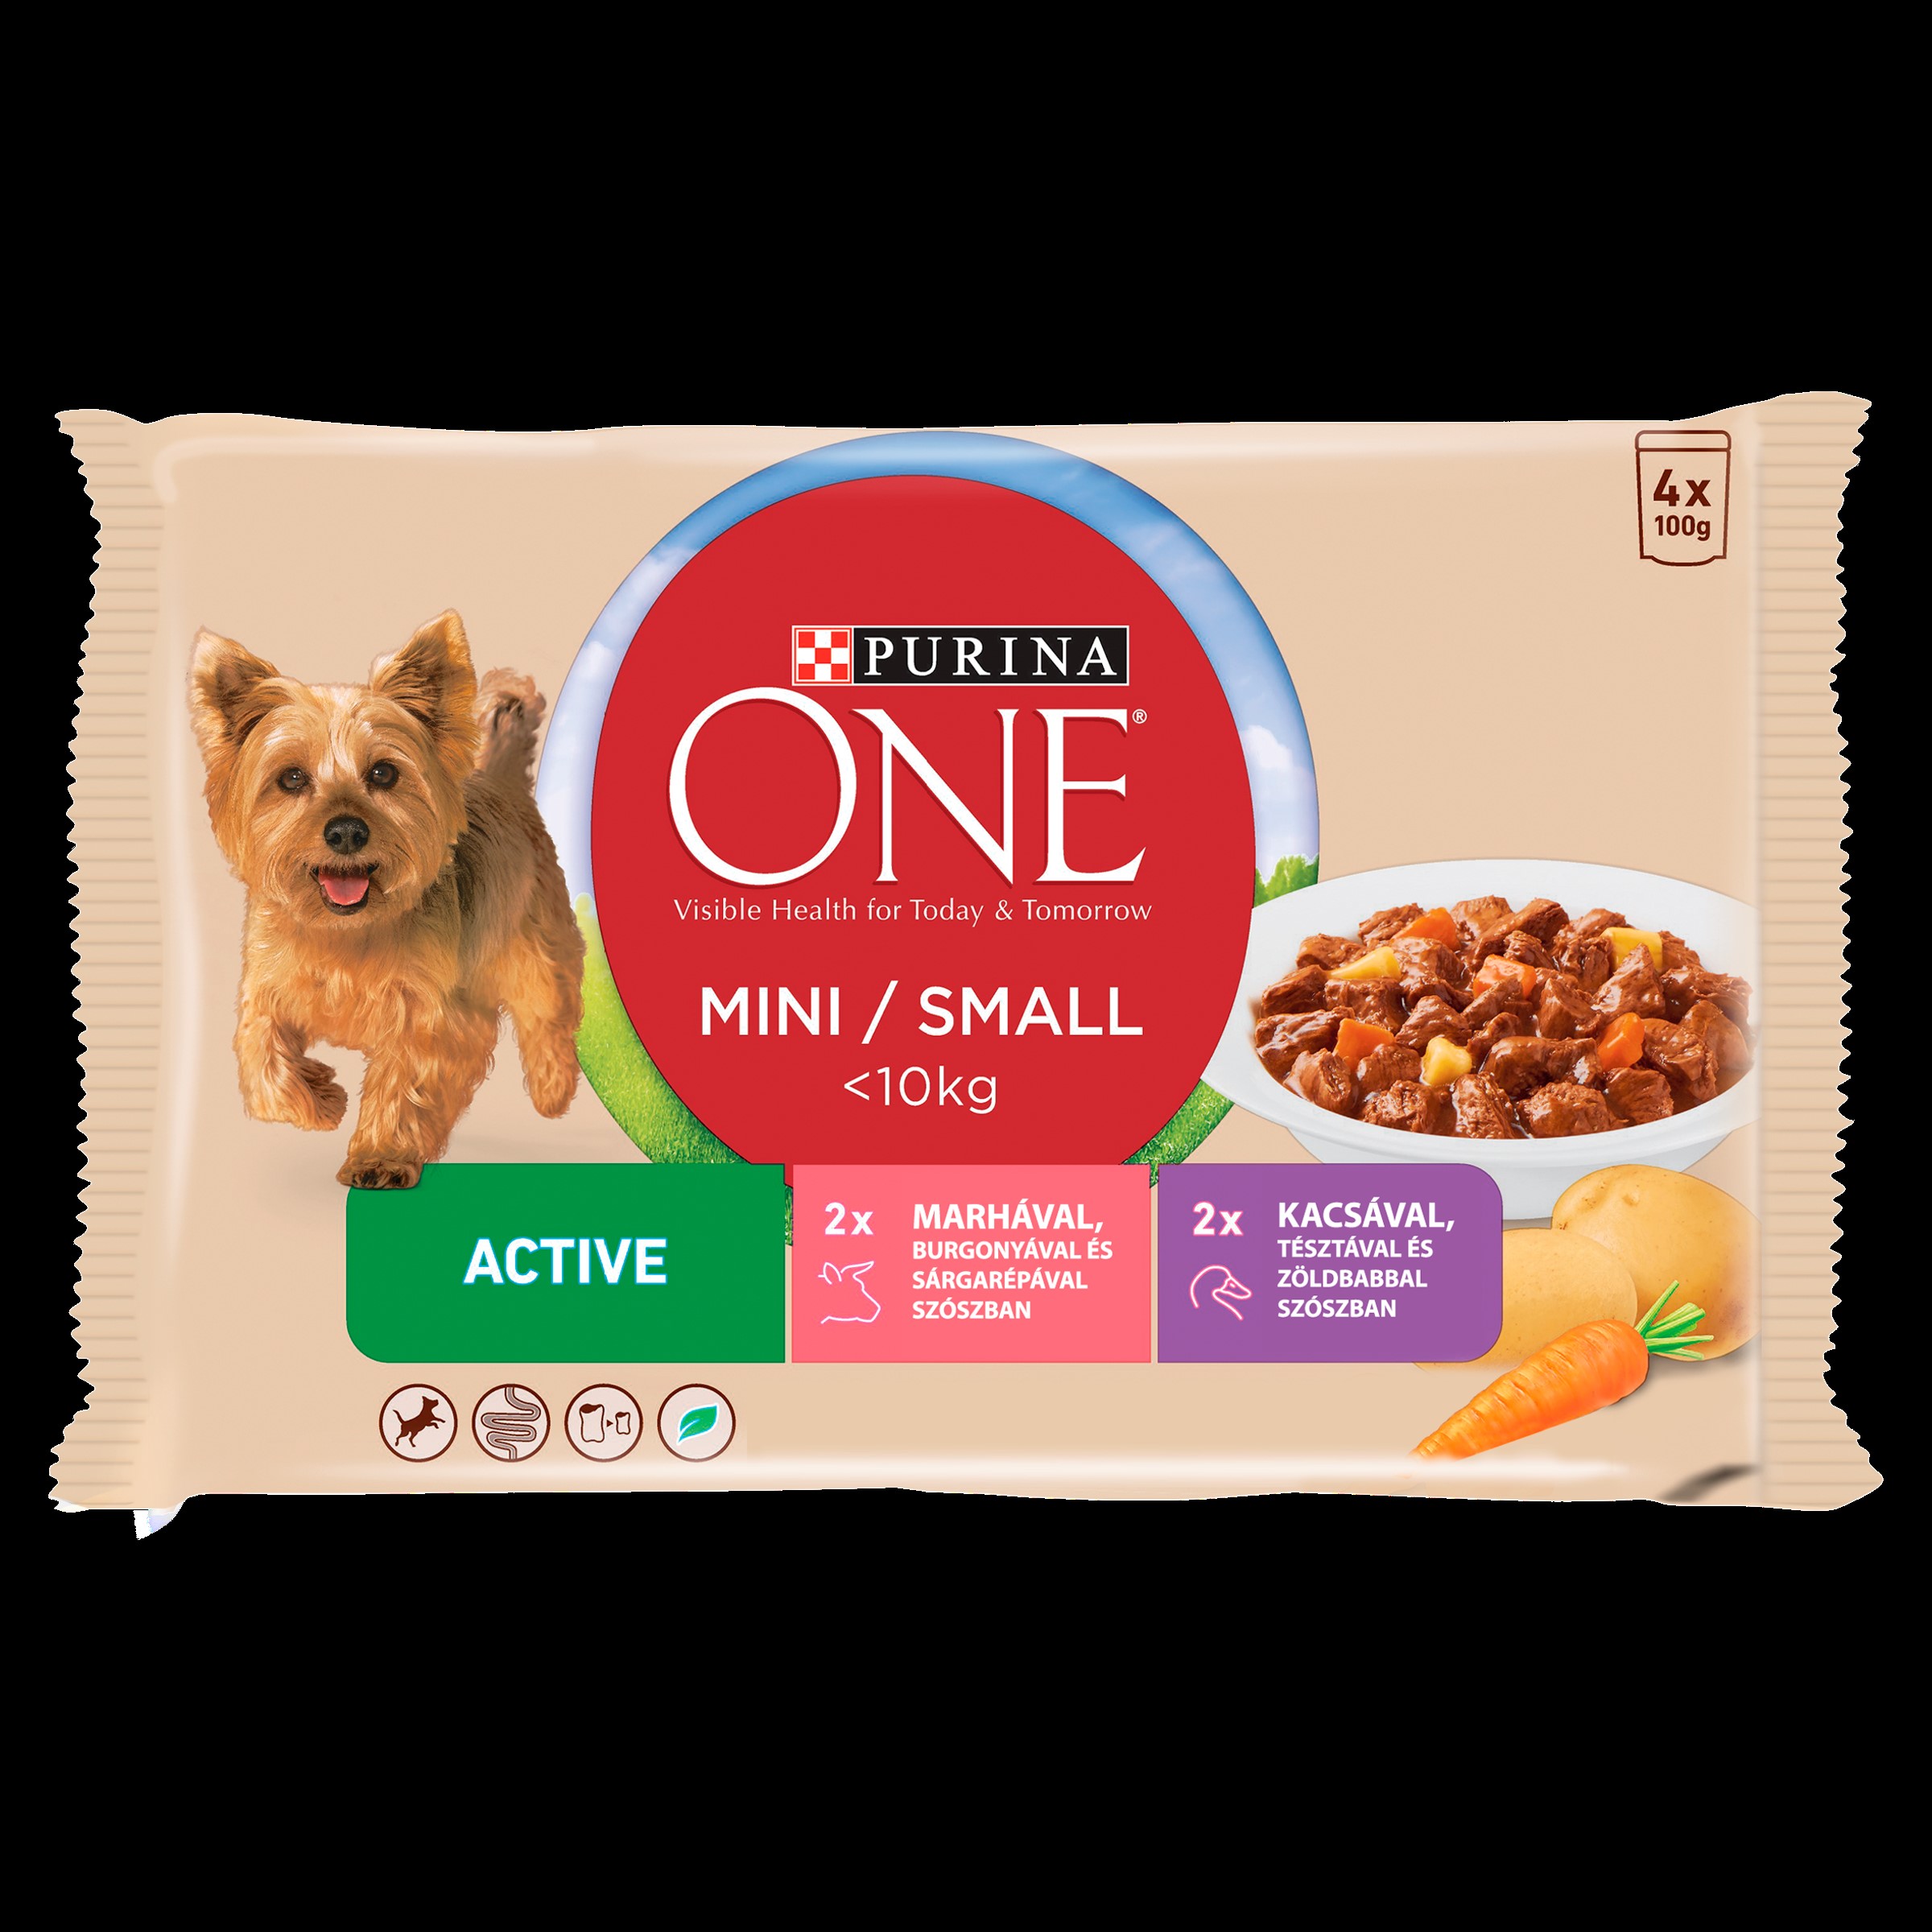 4x
100g
PURINA
ONE®
Visible Health for Today & Tomorrow
MINI / SMALL
<10kg
ACTIVE
2x
MARHÁVAL,
BURGONYÁVAL ÉS
SÁRGARÉPÁVAL
SZÓSZBAN
2x
KACSÁVAL,
TÉSZTÁVAL ÉS
ZÖLDBABBAL
SZÓSZBAN